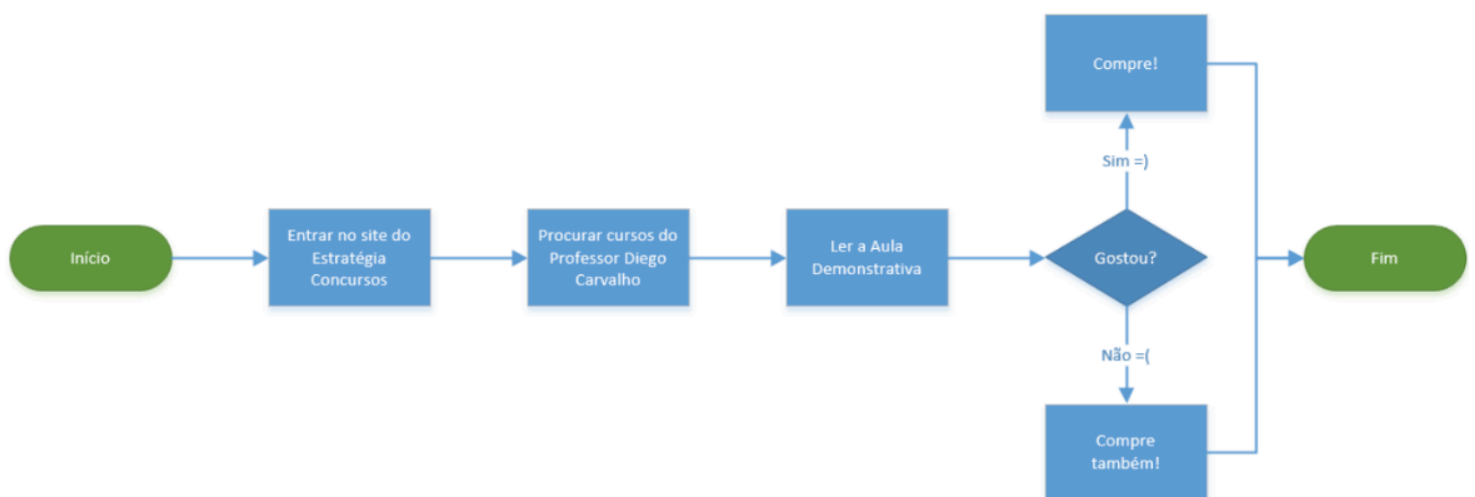 Início
Entrar no site do
Estratégia
Concursos
Procurar cursos do
Professor Diego
Carvalho
Ler a Aula
Demonstrativa
Gostou?
Sim =)
Compre!
Não =(
Compre
também!
Fim